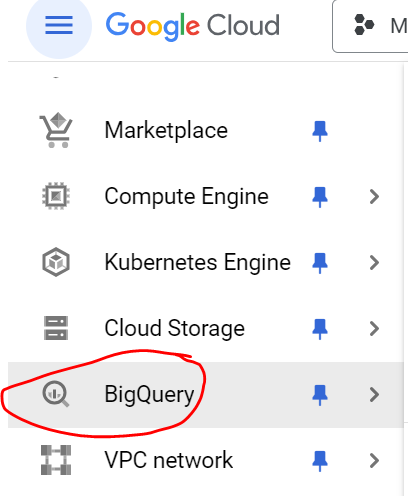 Google Cloud
M
Marketplace
Compute Engine
Kubernetes Engine
Cloud Storage
BigQuery
VPC network